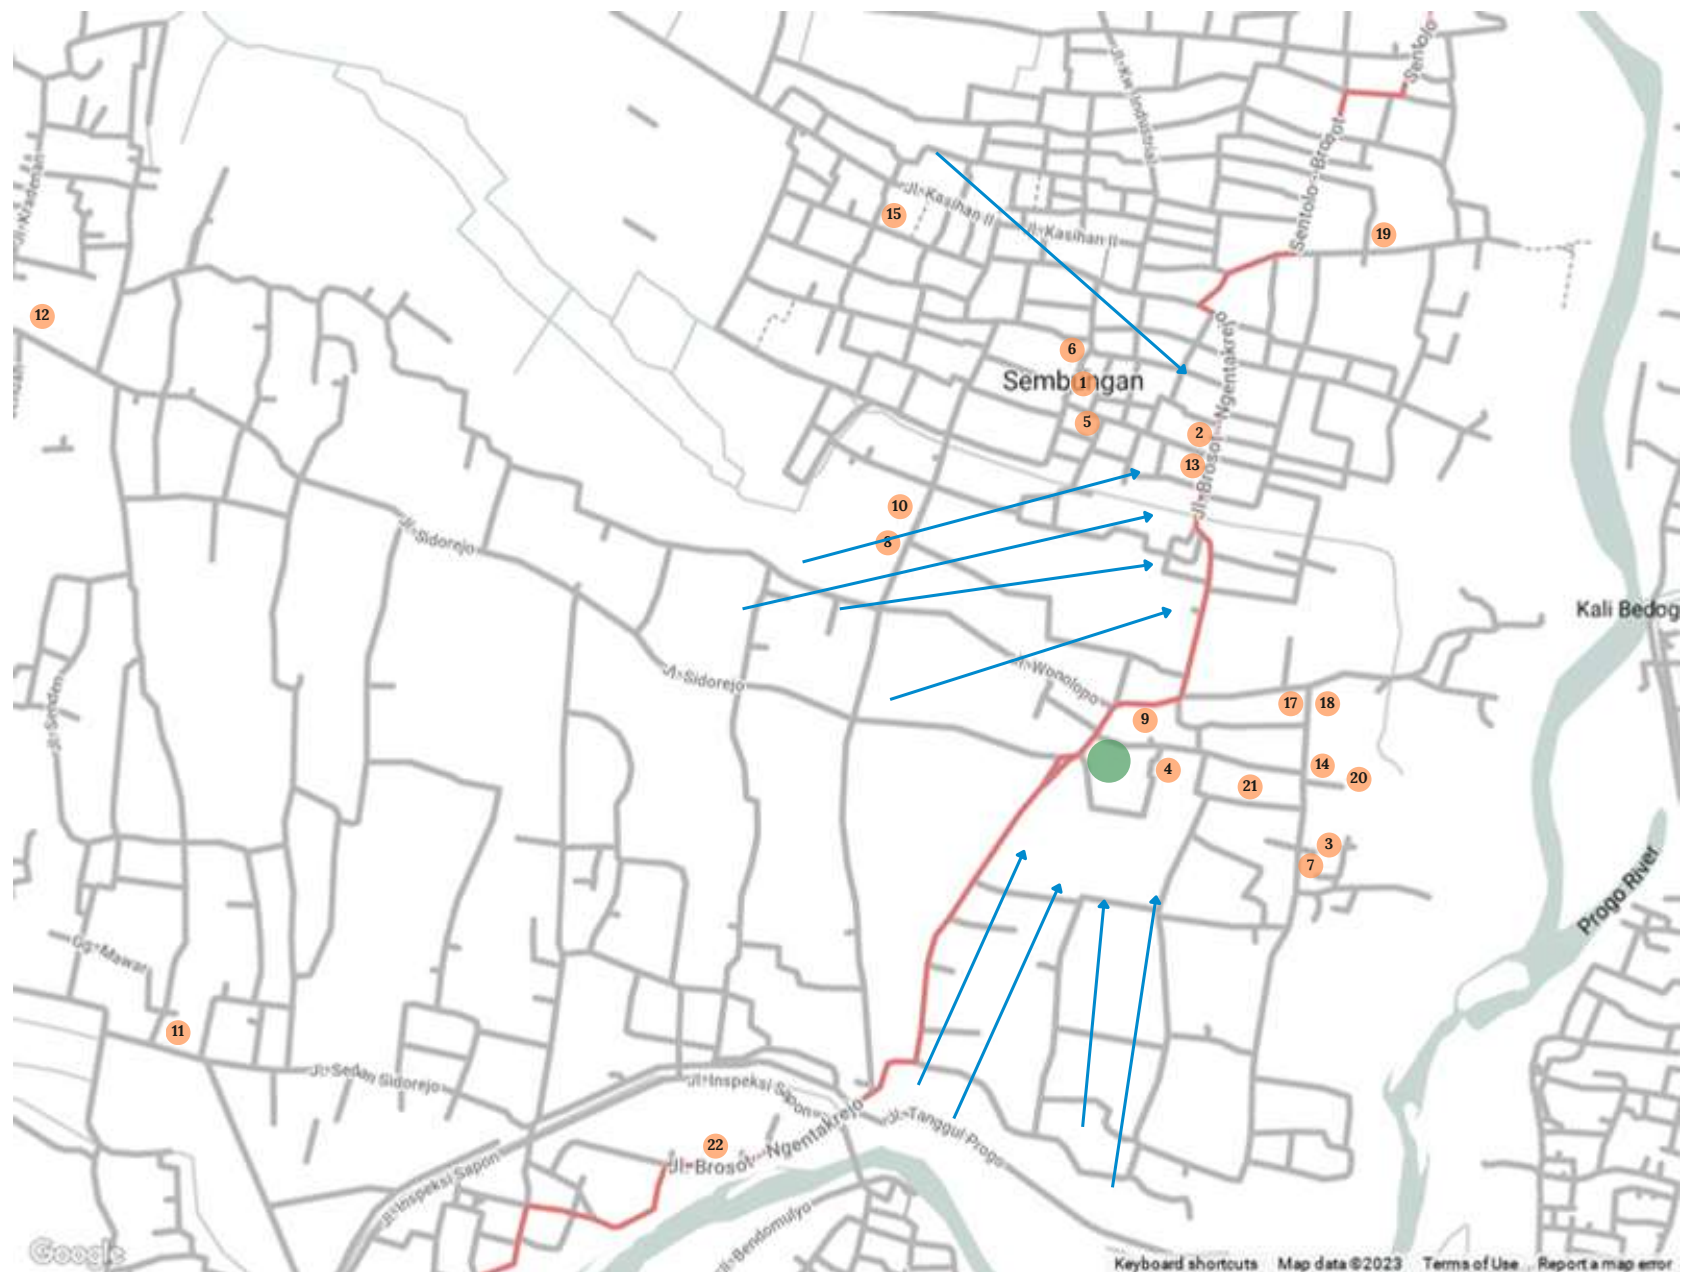 Sentolo
Jl. Kw. Industrial
Sentolo - Brosot
Jl. Kradenan
Jl. Kasihan II
15
Jl. Kasihan II
19
12
6
Sembungan
1
5
2
Jl. Brosot - Ngentakrejo
13
10
8
Jl. Sidorejo
Kali Bedog
Jl. Wonolopo
Jl. Sidorejo
17
18
9
4
14
20
21
3
7
Progo River
Gg. Mawar
11
Jl. Selan Sidorejo
Jl. Inspeksi Sapon
Jl. Tanggul Progo
22
Jl. Brosot - Ngentakrejo
Jl. Inspeksi Sapon
Jl. Bendomulyo
Google
Keyboard shortcuts Map data ©2023 Terms of Use Report a map error